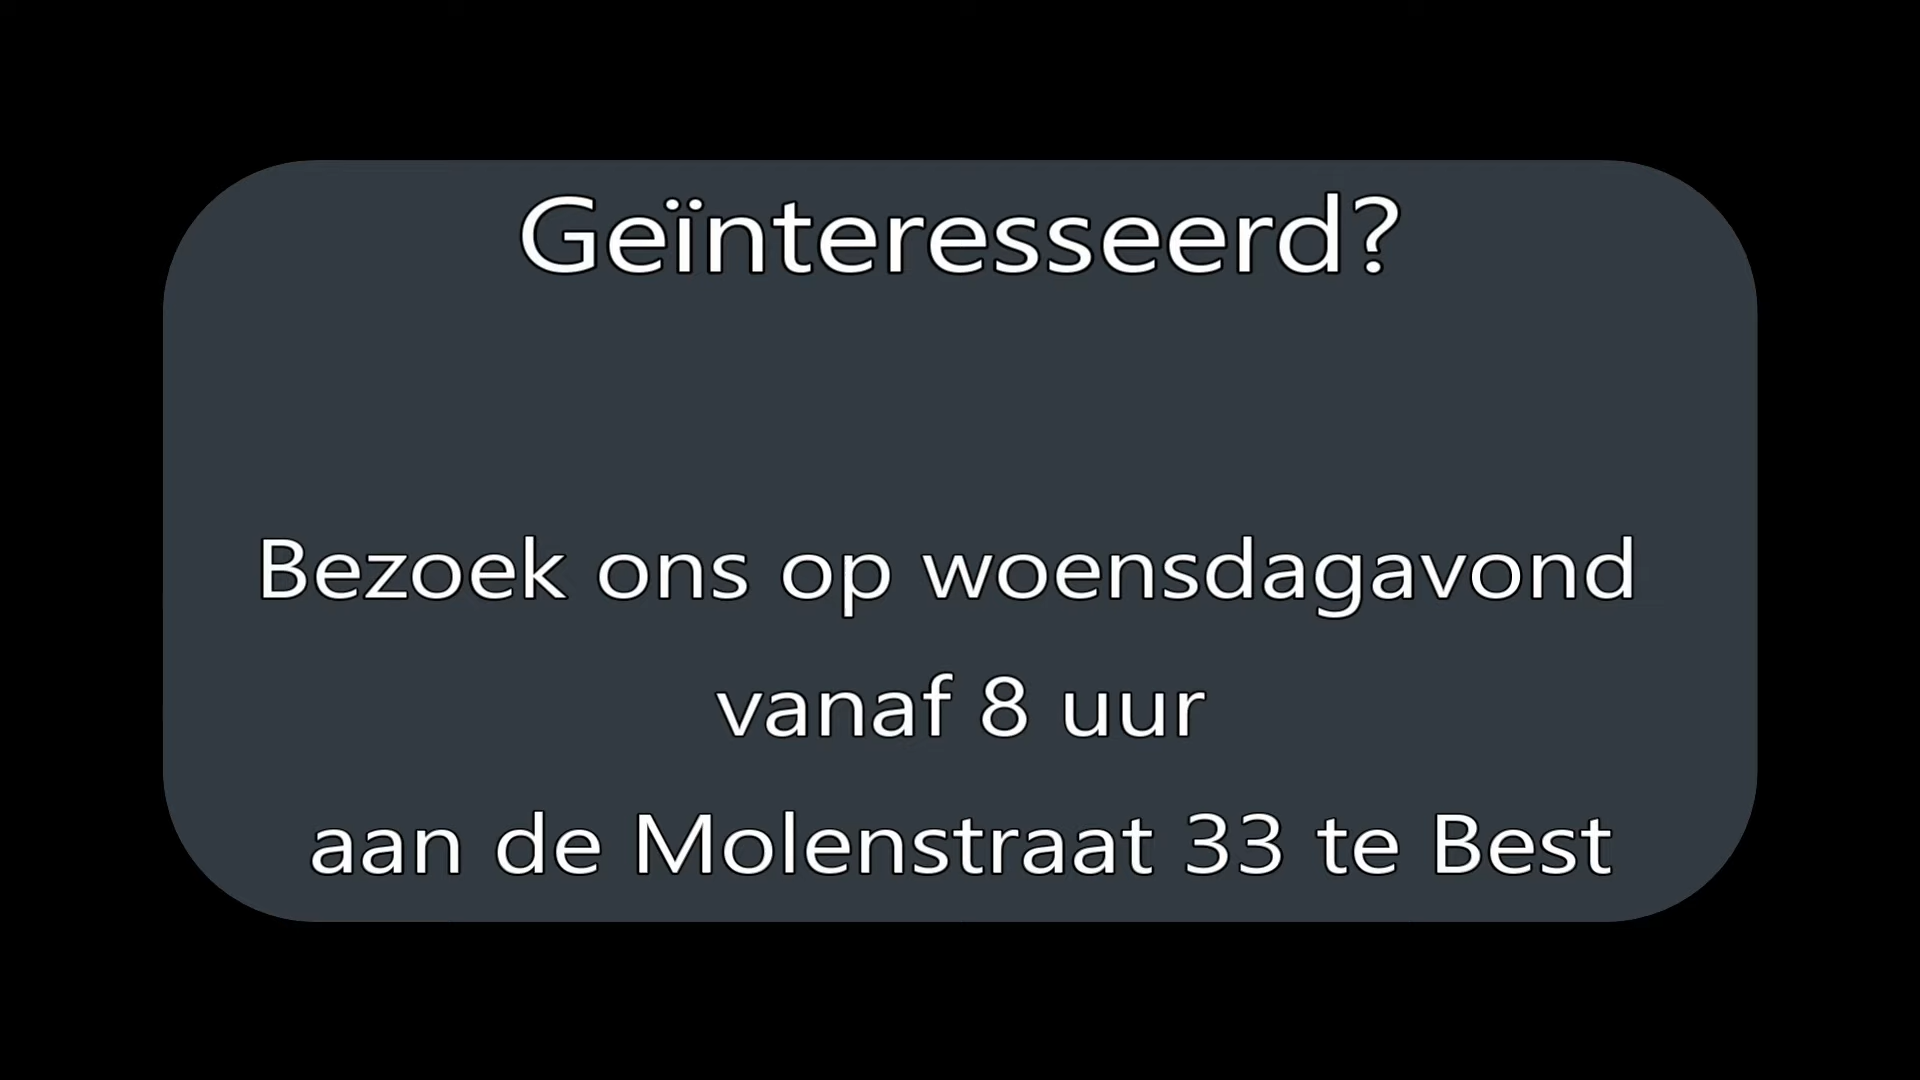 Geïnteresseerd?
Bezoek ons op woensdagavond
vanaf 8 uur
aan de Molenstraat 33 te Best